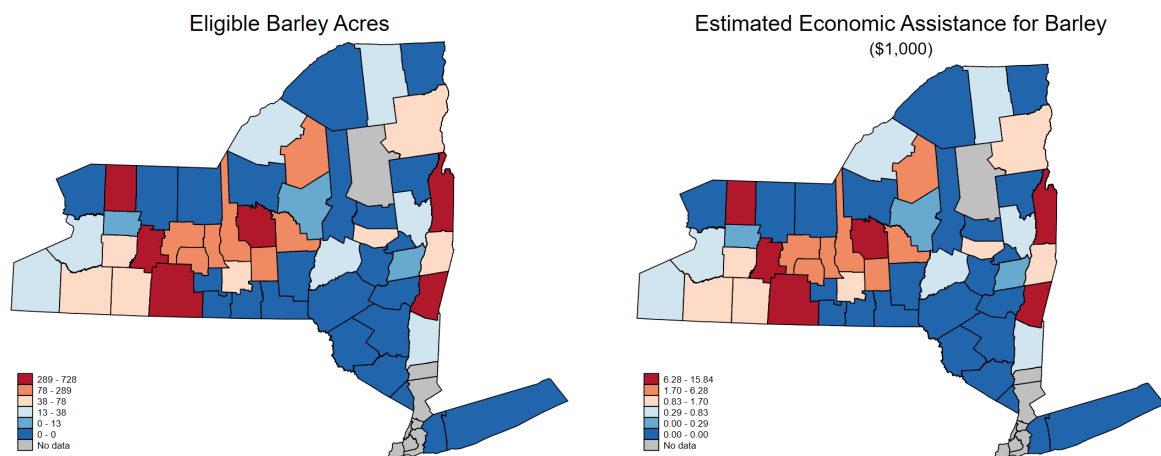 Eligible Barley Acres
289 - 728
78 - 289
38 - 78
13 - 38
0 - 13
0 - 0
No data
Estimated Economic Assistance for Barley
($1,000)
6.28 - 15.84
1.70 - 6.28
0.83 - 1.70
0.29 - 0.83
0.00 - 0.29
0.00 - 0.00
No data